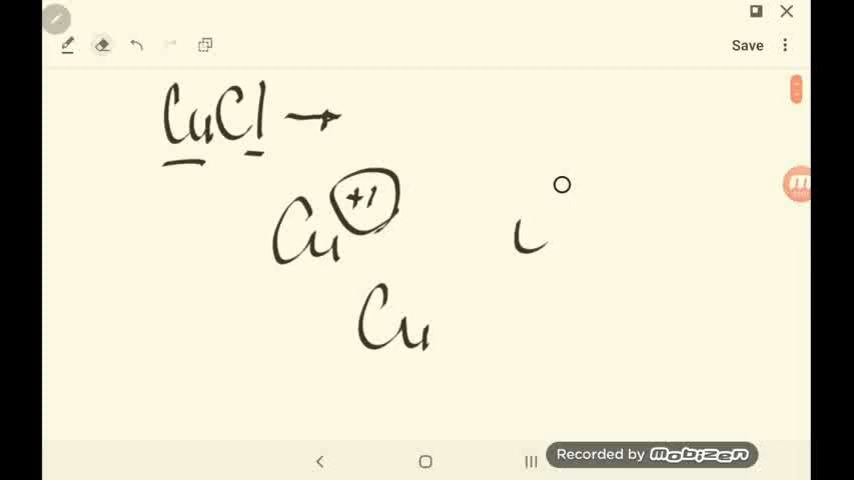 Save
CuCl →
Cu +1
Cu
Recorded by MOBIZEN